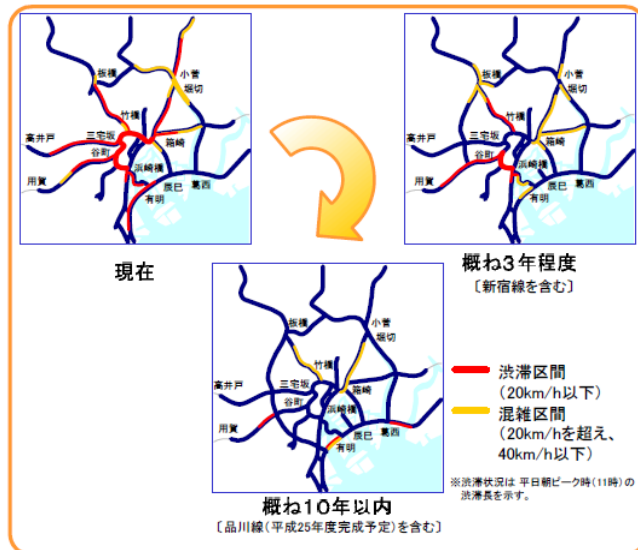 板橋
小菅
堀切
竹橋
高井戸
三宅坂
箱崎
谷町
浜崎橋
用賀
辰巳
葛西
有明
現在
板橋
小菅
堀切
竹橋
高井戸
三宅坂
箱崎
谷町
浜崎橋
用賀
辰巳
葛西
有明
概ね3年程度
〔新宿線を含む〕
板橋
小菅
堀切
竹橋
高井戸
三宅坂
箱崎
谷町
浜崎橋
用賀
辰巳
葛西
有明
概ね10年以内
〔品川線(平成25年度完成予定)を含む〕
渋滞区間
(20km/h以下)
混雑区間
(20km/hを超え、
40km/h以下)
※渋滞状況は 平日朝ピーク時(11時)の
渋滞長を示す。